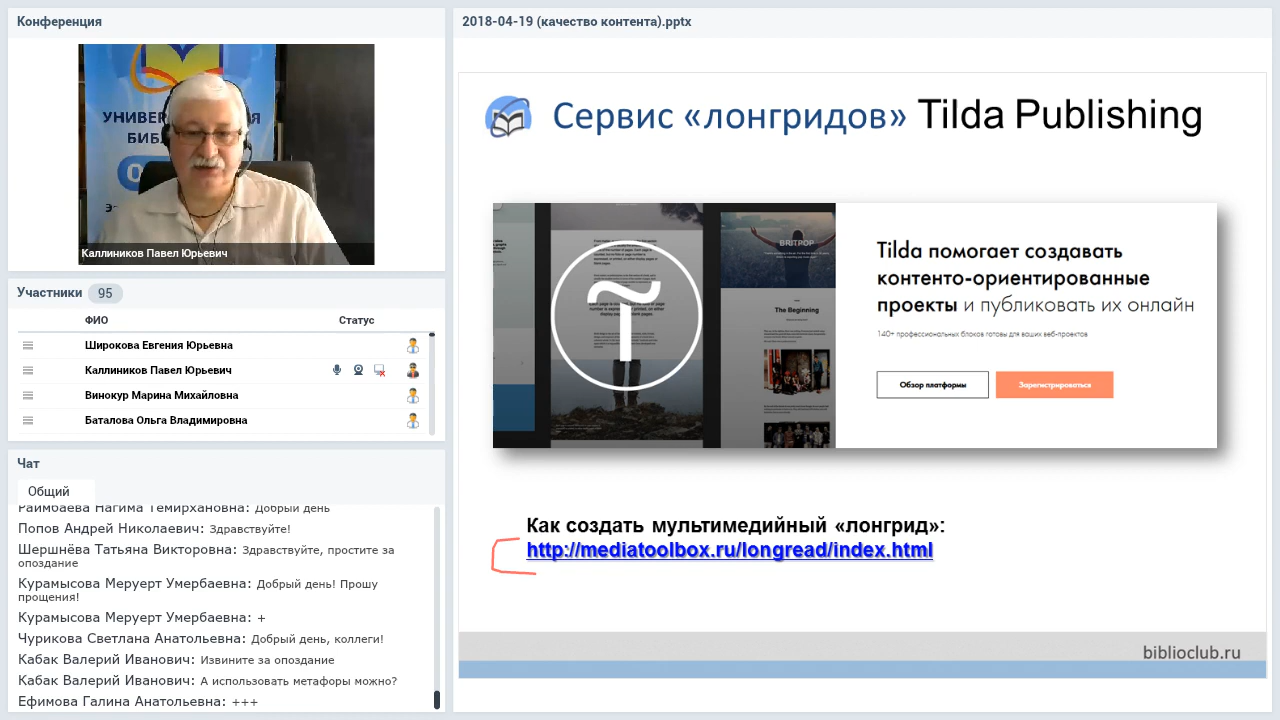 Конференция
УНИВЕР
АЯ
БИБ
Каллиников Павел Юрьевич
Участники 95
ФИО Статус
Широкова Евгения Юрьевна
Каллиников Павел Юрьевич
Винокур Марина Михайловна
Баталова Ольга Владимировна
Чат
Общий
Раимбаева Нагима Темирхановна: Добрый день
Попов Андрей Николаевич: Здравствуйте!
Шершнёва Татьяна Викторовна: Здравствуйте, простите за
опоздание
Курамысова Меруерт Умербаевна: Добрый день! Прошу
прощения!
Курамысова Меруерт Умербаевна: +
Чурикова Светлана Анатольевна: Добрый день, коллеги!
Кабак Валерий Иванович: Извините за опоздание
Кабак Валерий Иванович: А использовать метафоры можно?
Ефимова Галина Анатольевна: +++
2018-04-19 (качество контента).pptx
Сервис «лонгридов» Tilda Publishing
BRITPOP
The Beginning
Tilda помогает создавать
контенто-ориентированные
проекты и публиковать их онлайн
140+ профессиональных блоков готовы для ваших веб-проектов
Обзор платформы Зарегистрироваться
Как создать мультимедийный «лонгрид»:
http://mediatoolbox.ru/longread/index.html
biblioclub.ru